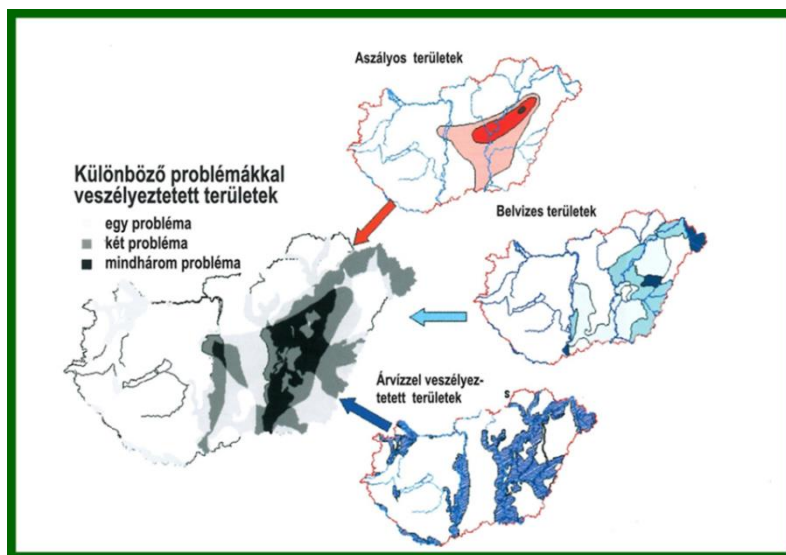 Aszályos területek
Különböző problémákkal
veszélyeztetett területek
egy probléma
két probléma
mindhárom probléma
Belvizes területek
Árvízzel veszélyez-
tetett területek
s